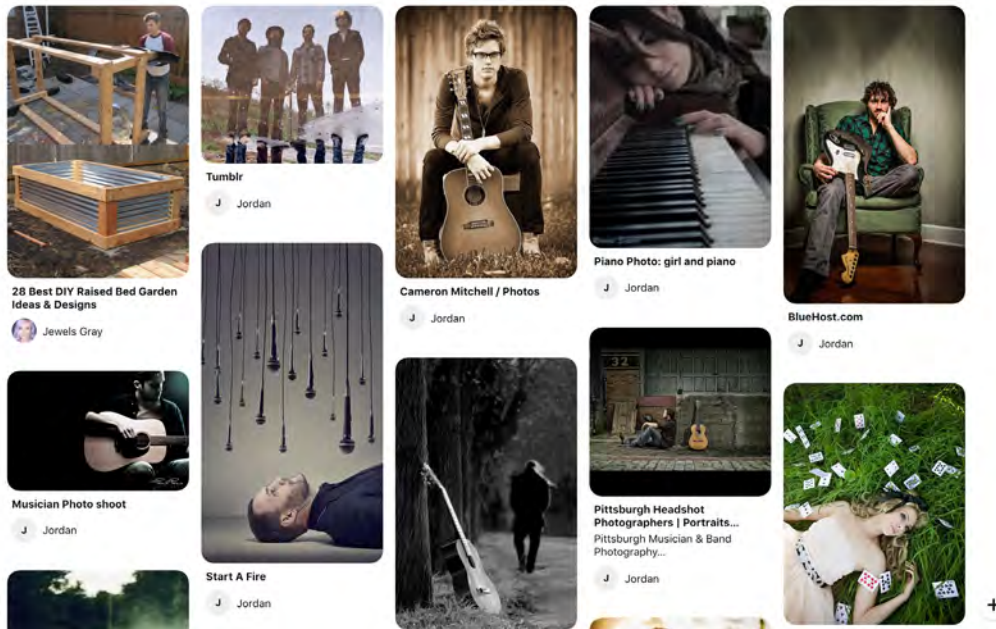 28 Best DIY Raised Bed Garden
Ideas & Designs
Jewels Gray
Musician Photo shoot
J Jordan
Tumblr
J Jordan
Start A Fire
J Jordan
Cameron Mitchell / Photos
J Jordan
Piano Photo: girl and piano
J Jordan
32
Pittsburgh Headshot
Photographers | Portraits...
Pittsburgh Musician & Band
Photography...
J Jordan
BlueHost.com
J Jordan
+